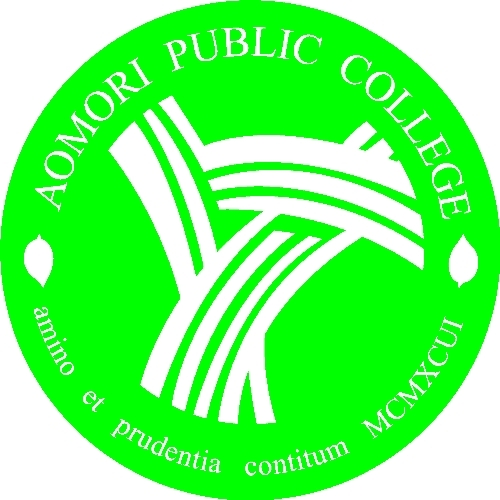 AOMORI PUBLIC COLLEGE
amino et prudentia contitum MCMXCUI